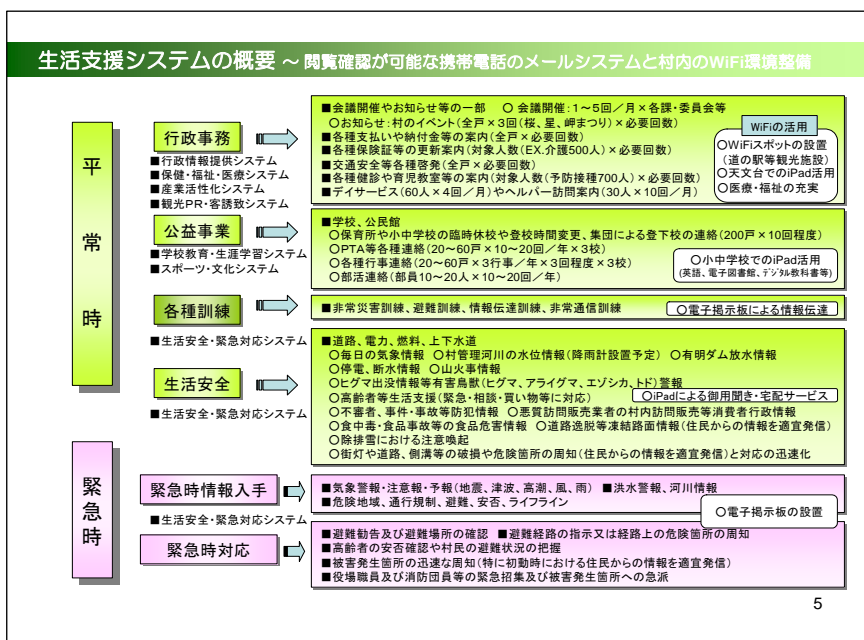 生活支援システムの概要 ~ 閲覧確認が可能な携帯電話のメールシステムと村内のWiFi環境整備
平常時
行政事務
■行政情報提供システム
■保健・福祉・医療システム
■産業活性化システム
■観光PR・客誘致システム
■会議開催やお知らせ等の一部 ○ 会議開催:1~5回/月×各課・委員会等
○お知らせ:村のイベント(全戸×3回(桜、星、岬まつり)×必要回数)
■各種支払いや納付金等の案内(全戸×必要回数)
■各種保険証等の更新案内(対象人数(EX.介護500人)×必要回数)
■交通安全等各種啓発(全戸×必要回数)
■各種健診や育児教室等の案内(対象人数(予防接種700人)×必要回数)
■デイサービス(60人×4回/月)やヘルパー訪問案内(30人×10回/月)
WiFiの活用
○WiFiスポットの設置
(道の駅等観光施設)
○天文台でのiPad活用
○医療・福祉の充実
公益事業
■学校教育・生涯学習システム
■スポーツ・文化システム
■学校、公民館
○保育所や小中学校の臨時休校や登校時間変更、集団による登下校の連絡(200戸×10回程度)
○PTA等各種連絡(20~60戸×10~20回/年×3校)
○各種行事連絡(20~60戸×3行事/年×3回程度×3校)
○部活連絡(部員10~20人×10~20回/年)
○小中学校でのiPad活用
(英語、電子図書館、デジタル教科書等)
各種訓練
■生活安全・緊急対応システム
■非常災害訓練、避難訓練、情報伝達訓練、非常通信訓練
○電子掲示板による情報伝達
生活安全
■生活安全・緊急対応システム
■道路、電力、燃料、上下水道
○毎日の気象情報 ○村管理河川の水位情報(降雨計設置予定) ○有明ダム放水情報
○停電、断水情報 ○山火事情報
○ヒグマ出没情報等有害鳥獣(ヒグマ、アライグマ、エゾシカ、トド)警報
○高齢者等生活支援(緊急・相談・買い物等に対応)
○iPadによる御用聞き・宅配サービス
○不審者、事件・事故等防犯情報 ○悪質訪問販売業者の村内訪問販売等消費者行政情報
○食中毒・食品事故等の食品危害情報 ○道路逸脱等凍結路面情報(住民からの情報を適宜発信)
○除排雪における注意喚起
○街灯や道路、側溝等の破損や危険箇所の周知(住民からの情報を適宜発信)と対応の迅速化
緊急時
緊急時情報入手
■生活安全・緊急対応システム
■気象警報・注意報・予報(地震、津波、高潮、風、雨) ■洪水警報、河川情報
■危険地域、通行規制、避難、安否、ライフライン
○電子掲示板の設置
緊急時対応
■避難勧告及び避難場所の確認 ■避難経路の指示又は経路上の危険箇所の周知
■高齢者の安否確認や村民の避難状況の把握
■被害発生箇所の迅速な周知(特に初動時における住民からの情報を適宜発信)
■役場職員及び消防団員等の緊急招集及び被害発生箇所への急派
5